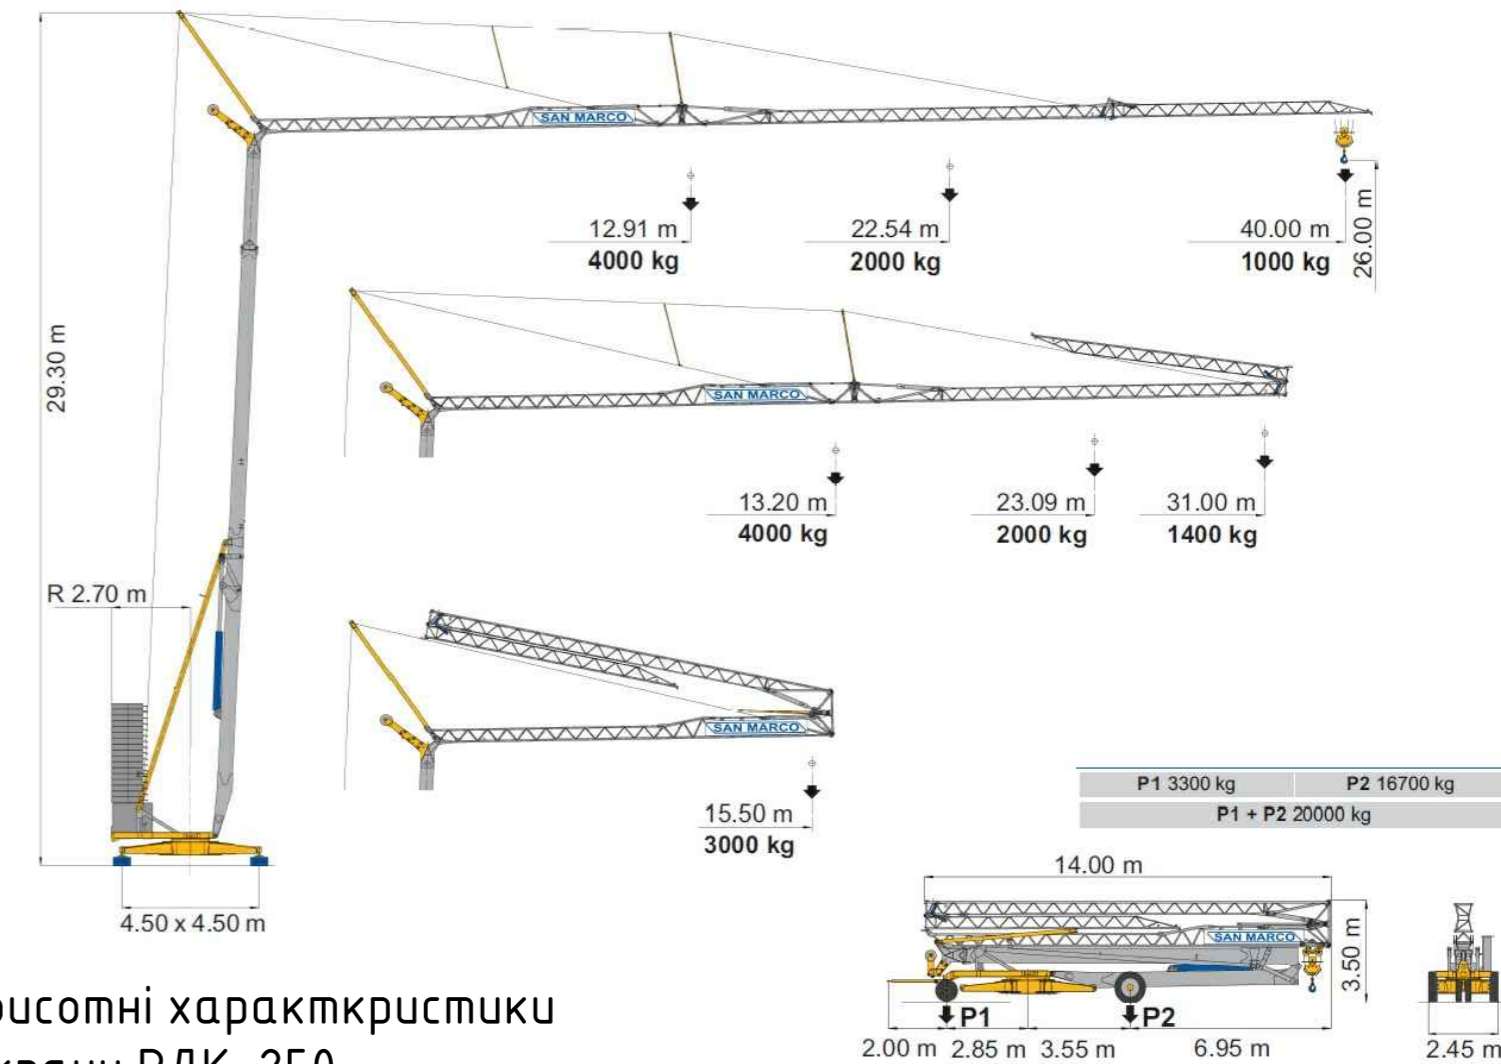 SAN MARCO
12.91 m
4000 kg
22.54 m
2000 kg
40.00 m
1000 kg
26.00 m
29.30 m
SAN MARCO
13.20 m
4000 kg
23.09 m
2000 kg
31.00 m
1400 kg
R 2.70 m
SAN MARCO
15.50 m
3000 kg
4.50 x 4.50 m
P1 3300 kg P2 16700 kg
P1 + P2 20000 kg
14.00 m
SAN MARCO
3.50 m
P1 P2
2.00 m 2.85 m 3.55 m 6.95 m 2.45 m
характкристики